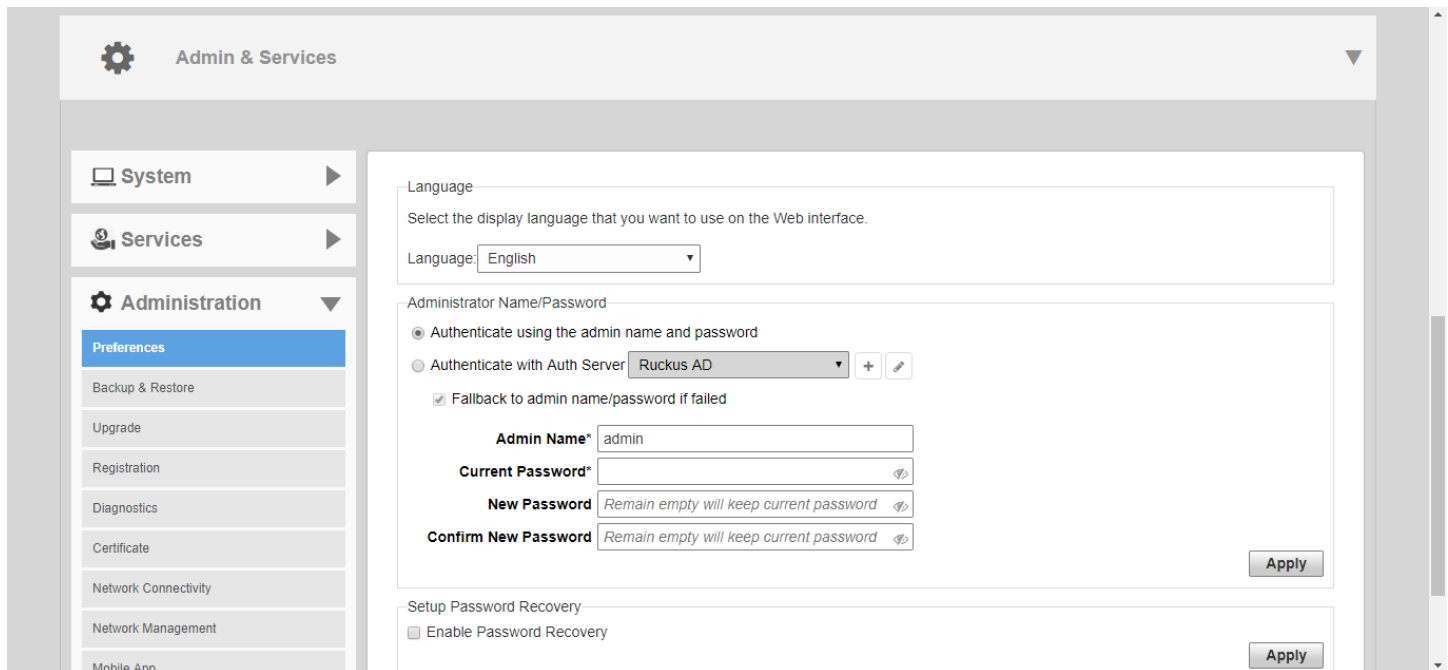 Admin & Services
System
Services
Administration
Preferences
Backup & Restore
Upgrade
Registration
Diagnostics
Certificate
Network Connectivity
Network Management
Mobile App
Language
Select the display language that you want to use on the Web interface.
Language: English
Administrator Name/Password
Authenticate using the admin name and password
Authenticate with Auth Server Ruckus AD
Fallback to admin name/password if failed
Admin Name* admin
Current Password*
New Password Remain empty will keep current password
Confirm New Password Remain empty will keep current password
Apply
Setup Password Recovery
Enable Password Recovery
Apply